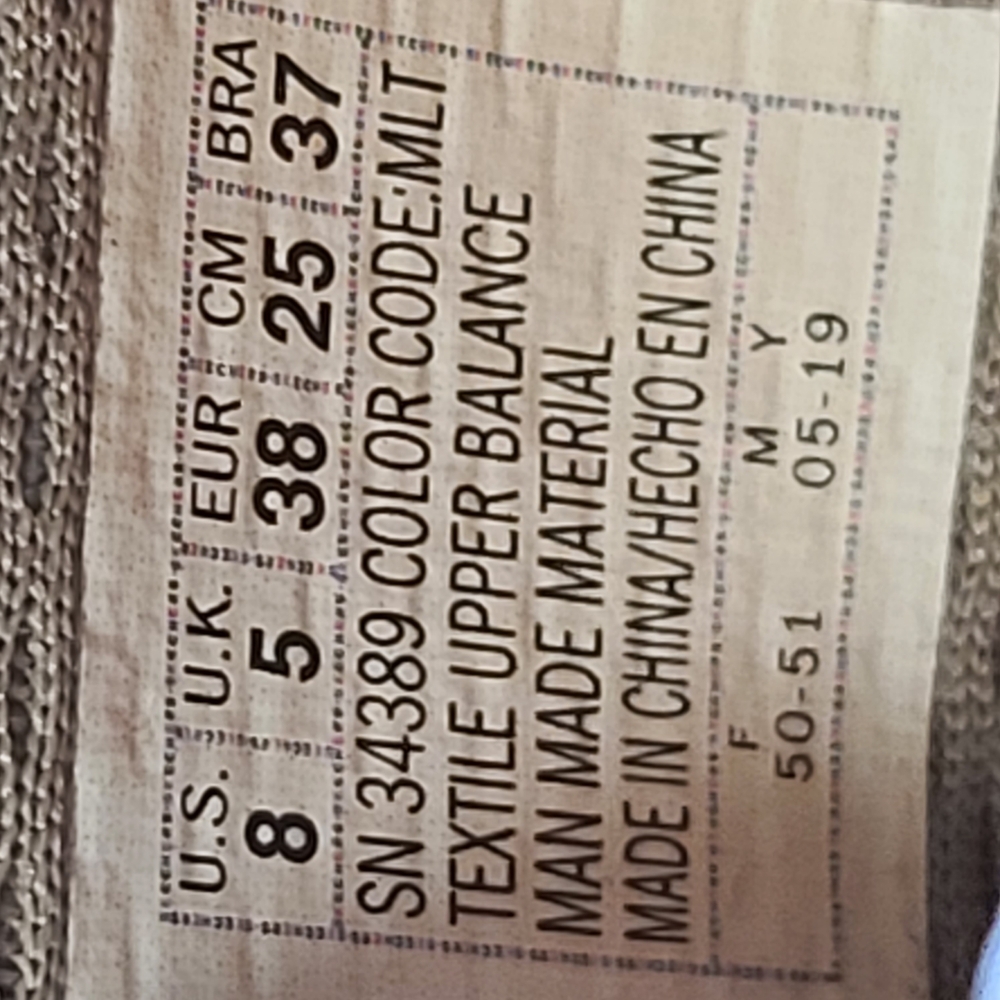 U.S. U.K. EUR CM BRA
8 5 38 25 37
SN 34389 COLOR CODE:MLT
TEXTILE UPPER BALANCE
MAN MADE MATERIAL
MADE IN CHINA/HECHO EN CHINA
F M Y
50-51 05-19